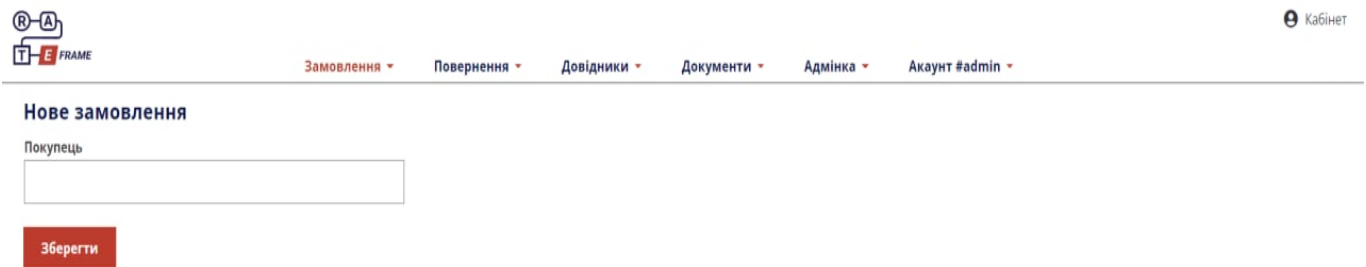 R A
T E FRAME
Кабінет
Замовлення Повернення Довідники Документи Адмінка Акаунт #admin
Нове замовлення
Покупець
Зберегти